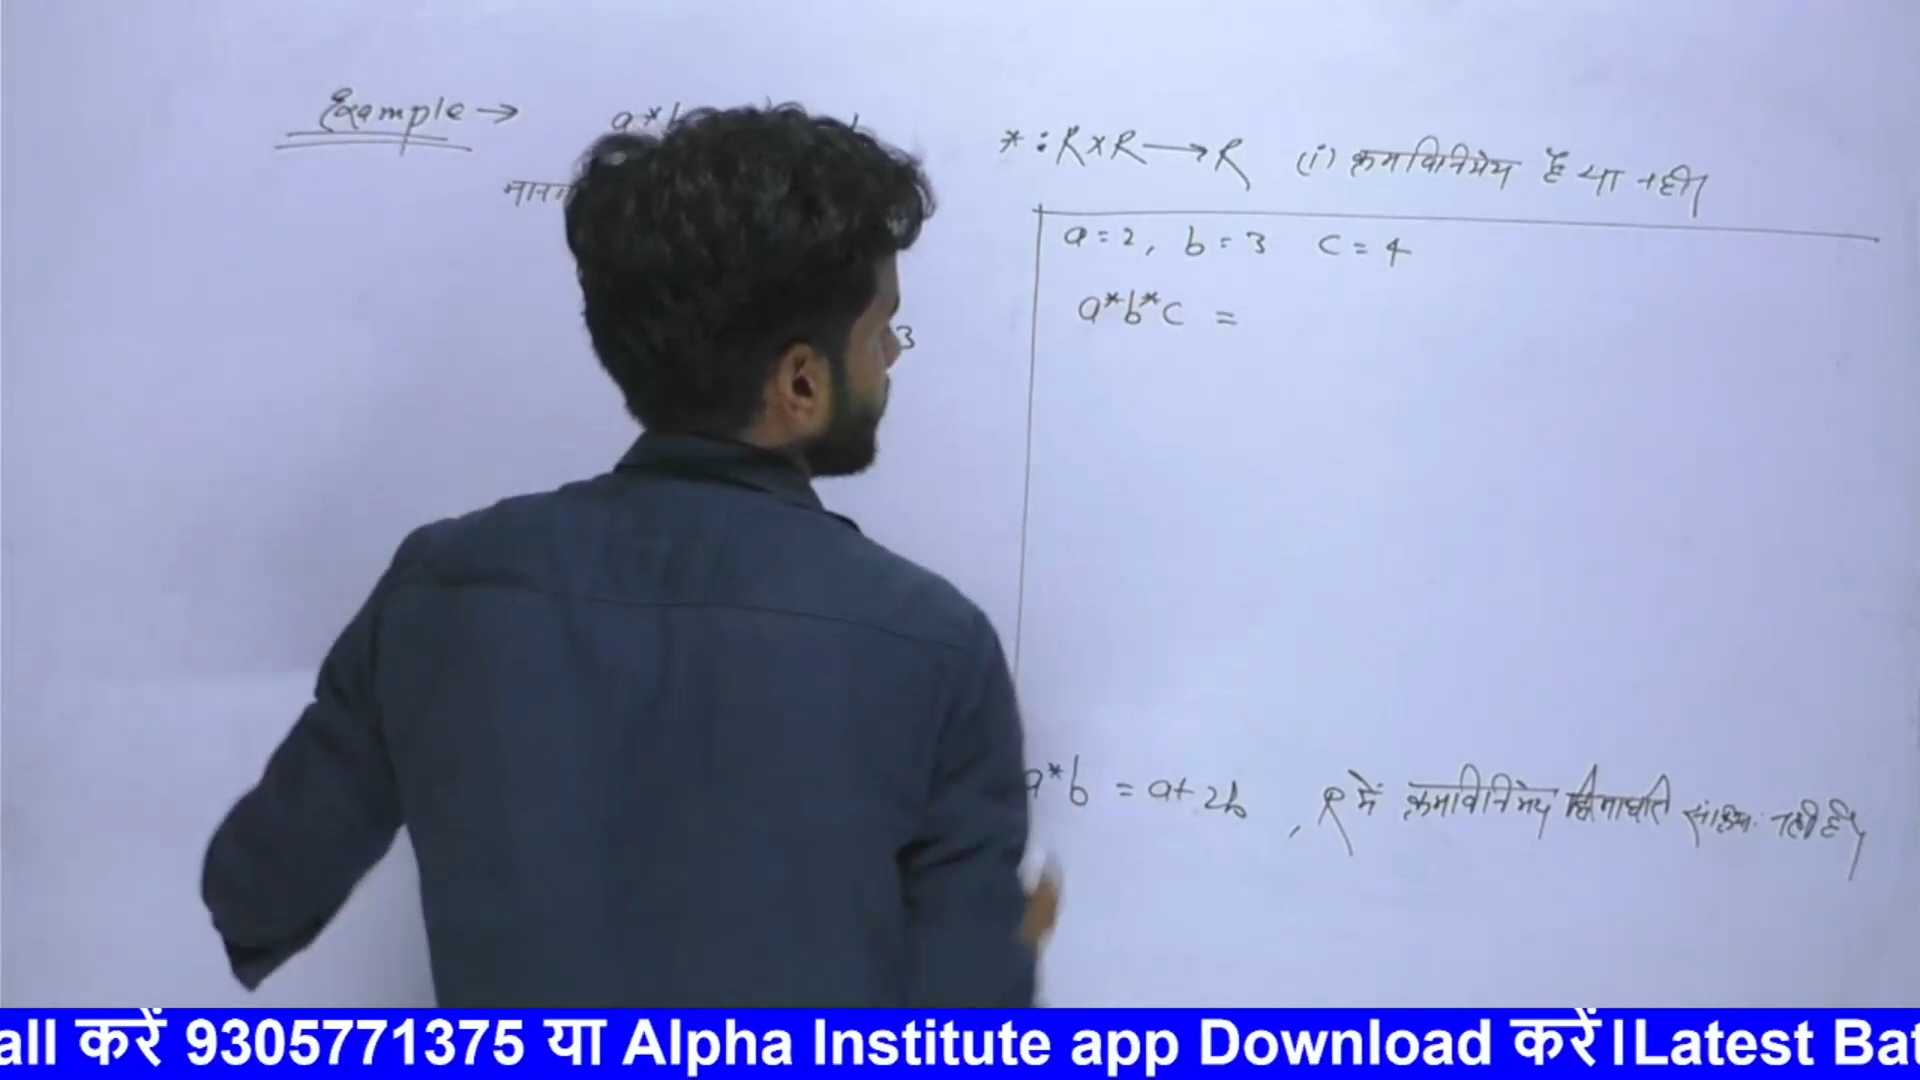 Example →
a*b
* : R×R → R (i) क्रमविनिमेय है या नही।
a = 2, b = 3 c = 4
a*b*c =
3
a*b = a+2b , R में क्रमविनिमेय नही है।
all करें 9305771375 या Alpha Institute app Download करें।Latest Bat